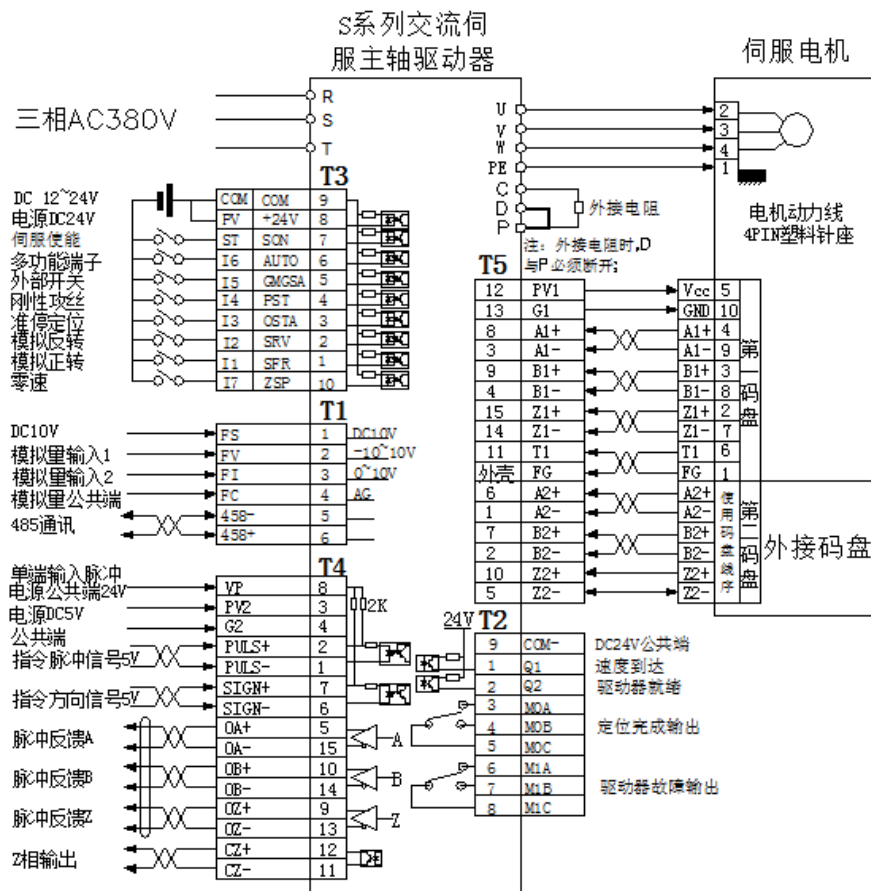 S系列交流伺
服主轴驱动器
伺服电机
三相AC380V
R
S
T
U
V
W
PE
C
D
P
2
3
4
1
外接电阻
注: 外接电阻时,D
与P必须断开;
电机动力线
4PIN塑料针座
T3
DC 12~24V
电源DC24V
伺服使能
多功能端子
外部开关
刚性攻丝
准停定位
模拟反转
模拟正转
零速
COM COM 9
PV +24V 8
ST SON 7
I6 AUTO 6
I5 GMGSA 5
I4 PST 4
I3 OSTA 3
I2 SRV 2
I1 SFR 1
I7 ZSP 10
T1
DC10V FS 1 DC10V
模拟量输入1 FV 2 -10~10V
模拟量输入2 FI 3 0~10V
模拟量公共端 FC 4 AG
485通讯
458- 5
458+ 6
T4
单端输入脉冲
电源公共端24V
电源DC5V
公共端
指令脉冲信号5V
指令方向信号5V
脉冲反馈A
脉冲反馈B
脉冲反馈Z
Z相输出
VP 8
PV2 3
G2 4
PULS+ 2
PULS- 1
SIGN+ 7
SIGN- 6
OA+ 5
OA- 15
OB+ 10
OB- 14
OZ+ 9
OZ- 13
CZ+ 12
CZ- 11
2K
A
B
Z
T5
12 PV1 Vcc 5
13 G1 GND 10
8 A1+ A1+ 4
3 A1- A1- 9
9 B1+ B1+ 3
4 B1- B1- 8
15 Z1+ Z1+ 2
14 Z1- Z1- 7
11 T1 T1 6
外壳 FG FG 1
6 A2+ A2+
1 A2- A2-
7 B2+ B2+
2 B2- B2-
10 Z2+ Z2+
5 Z2- Z2-
第一码盘
使用码盘线序
第二码盘
外接码盘
24V
T2
9 COM- DC24V公共端
1 Q1 速度到达
2 Q2 驱动器就绪
3 MOA
4 MOB 定位完成输出
5 MOC
6 M1A
7 M1B 驱动器故障输出
8 M1C